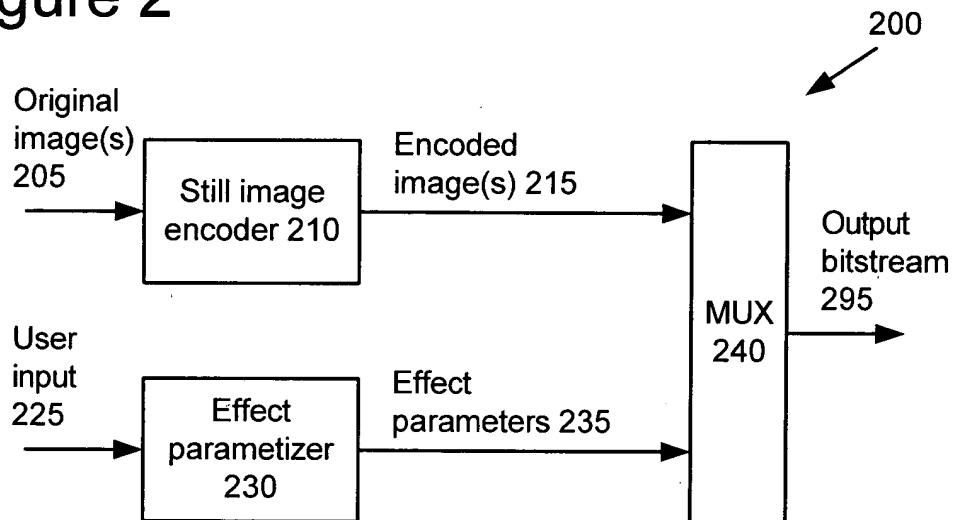 gure 2
200
Original
image(s)
205
Still image
encoder 210
Encoded
image(s) 215
Output
bitstream
295
MUX
240
User
input
225
Effect
parametizer
230
Effect
parameters 235